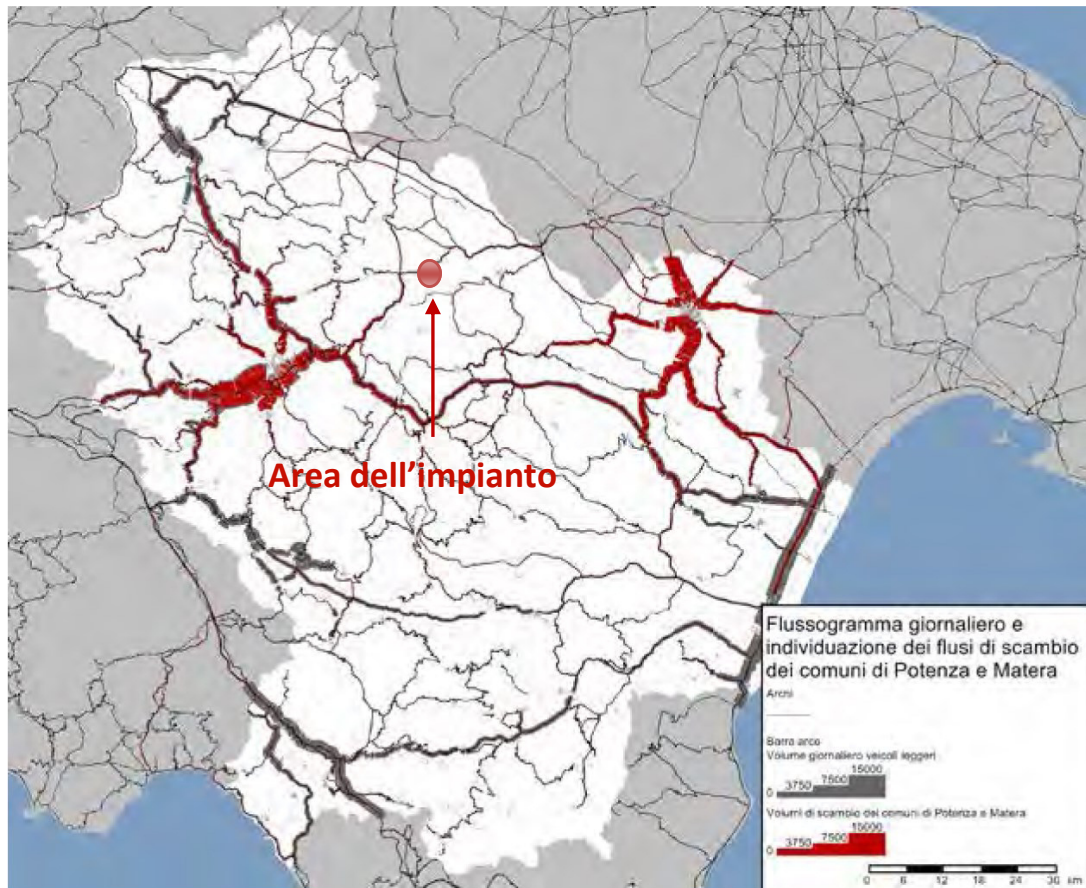 Area dell'impianto
Flussogramma giornaliero e
individuazione dei flusi di scambio
dei comuni di Potenza e Matera
Archi
Barra arco
Volume giornaliero veicoli leggeri
0 3750 7500 15000
Volumi di scambio dei comuni di Potenza e Matera
0 3750 7500 15000
0 6 12 18 24 30 km